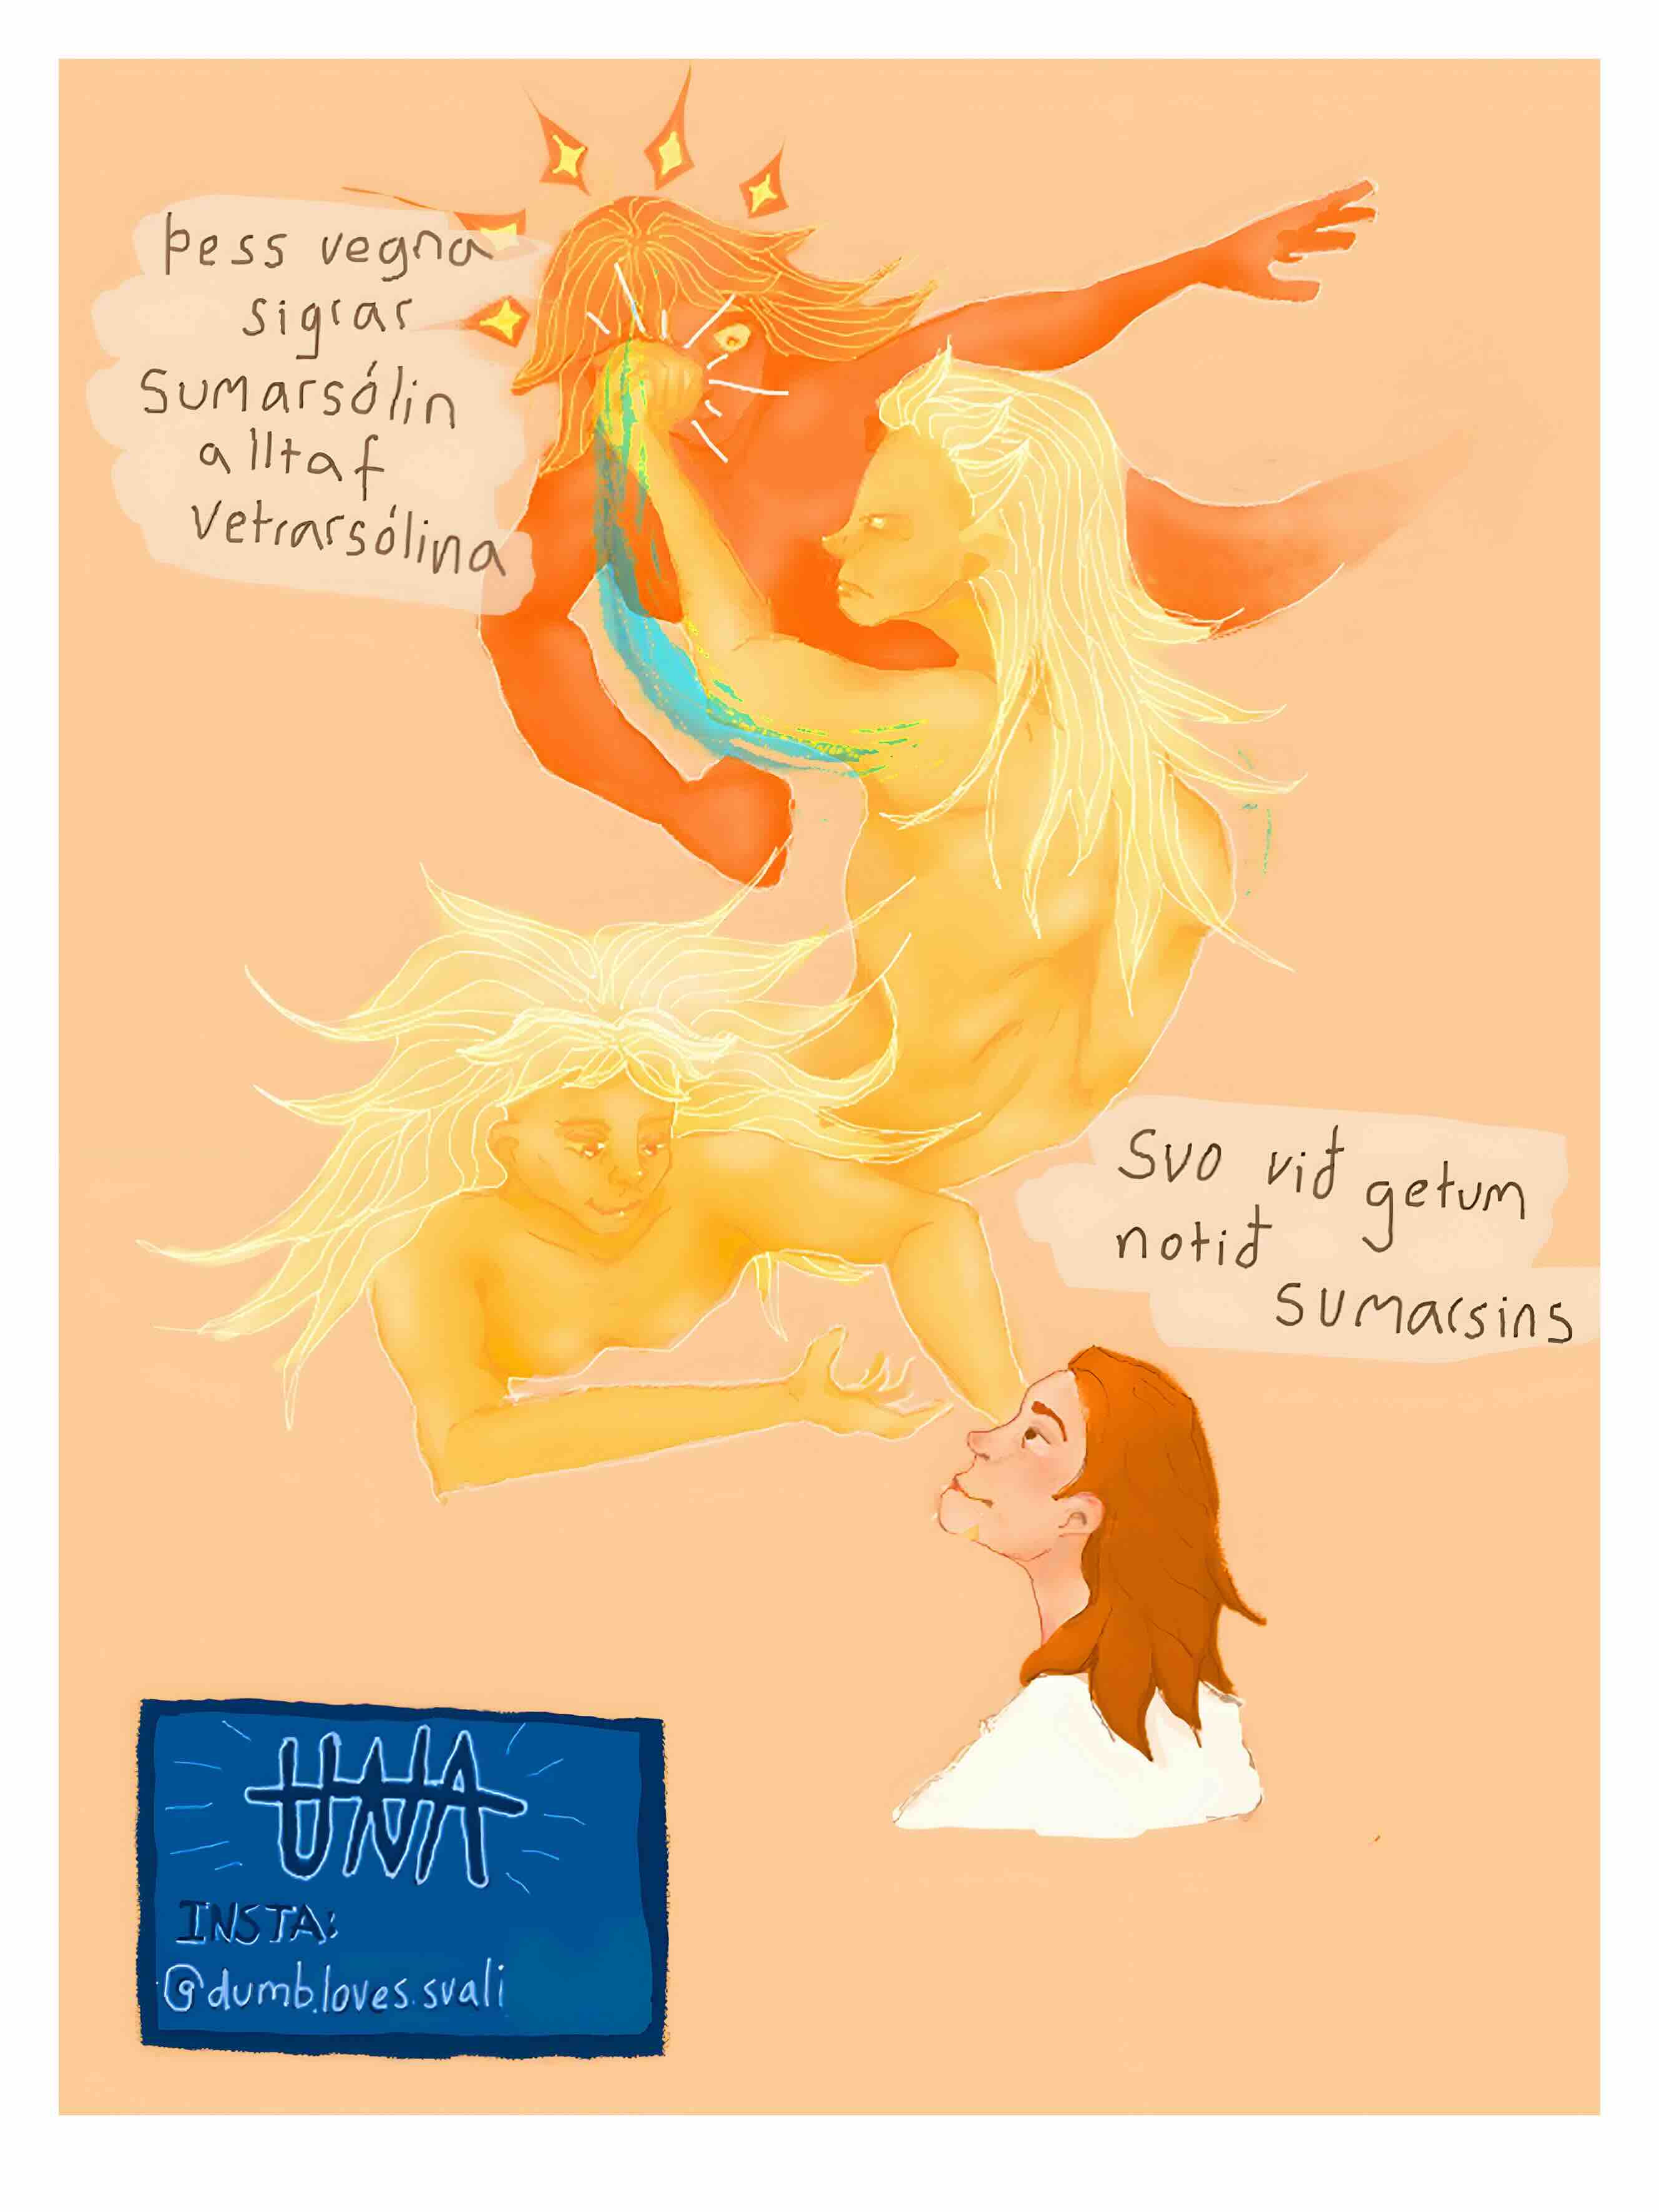 þess vegna
sigrar
sumarsólin
alltaf
vetrarsólina
Svo við getum
notið
sumarsins
UNA
INSTA:
@dumb.loves.svali